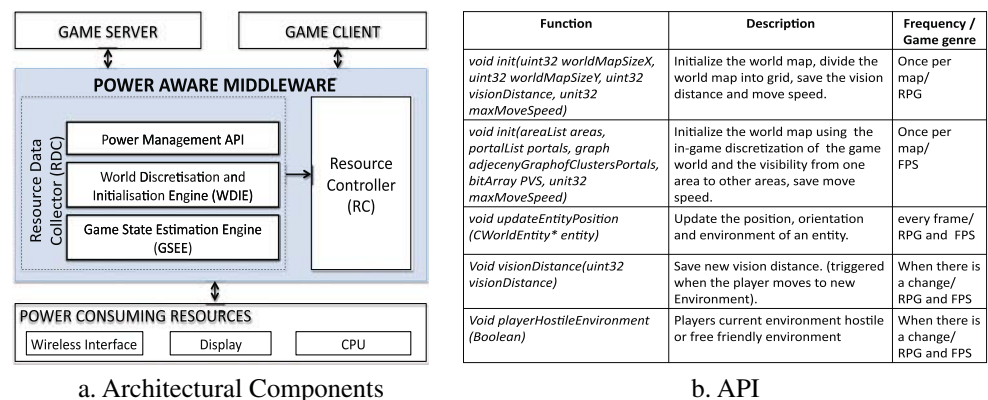 GAME SERVER
GAME CLIENT
POWER AWARE MIDDLEWARE
Resource Data
Collector (RDC)
Power Management API
World Discretisation and
Initialisation Engine (WDIE)
Game State Estimation Engine
(GSEE)
Resource
Controller
(RC)
POWER CONSUMING RESOURCES
Wireless Interface
Display
CPU
a. Architectural Components
Function
Description
Frequency /
Game genre
void init(uint32 worldMapSizeX,
uint32 worldMapSizeY, uint32
visionDistance, unit32
maxMoveSpeed)
Initialize the world map, divide the
world map into grid, save the vision
distance and move speed.
Once per
map/
RPG
void init(areaList areas,
portalList portals, graph
adjecenyGraphofClustersPortals,
bitArray PVS, unit32
maxMoveSpeed)
Initialize the world map using the
in-game discretization of the game
world and the visibility from one
area to other areas, save move
speed.
Once per
map/
FPS
void updateEntityPosition
(CWorldEntity* entity)
Update the position, orientation
and environment of an entity.
every frame/
RPG and FPS
Void visionDistance(uint32
visionDistance)
Save new vision distance. (triggered
when the player moves to new
Environment).
When there is
a change/
RPG and FPS
Void playerHostileEnvironment
(Boolean)
Players current environment hostile
or free friendly environment
When there is
a change/
RPG and FPS
b. API